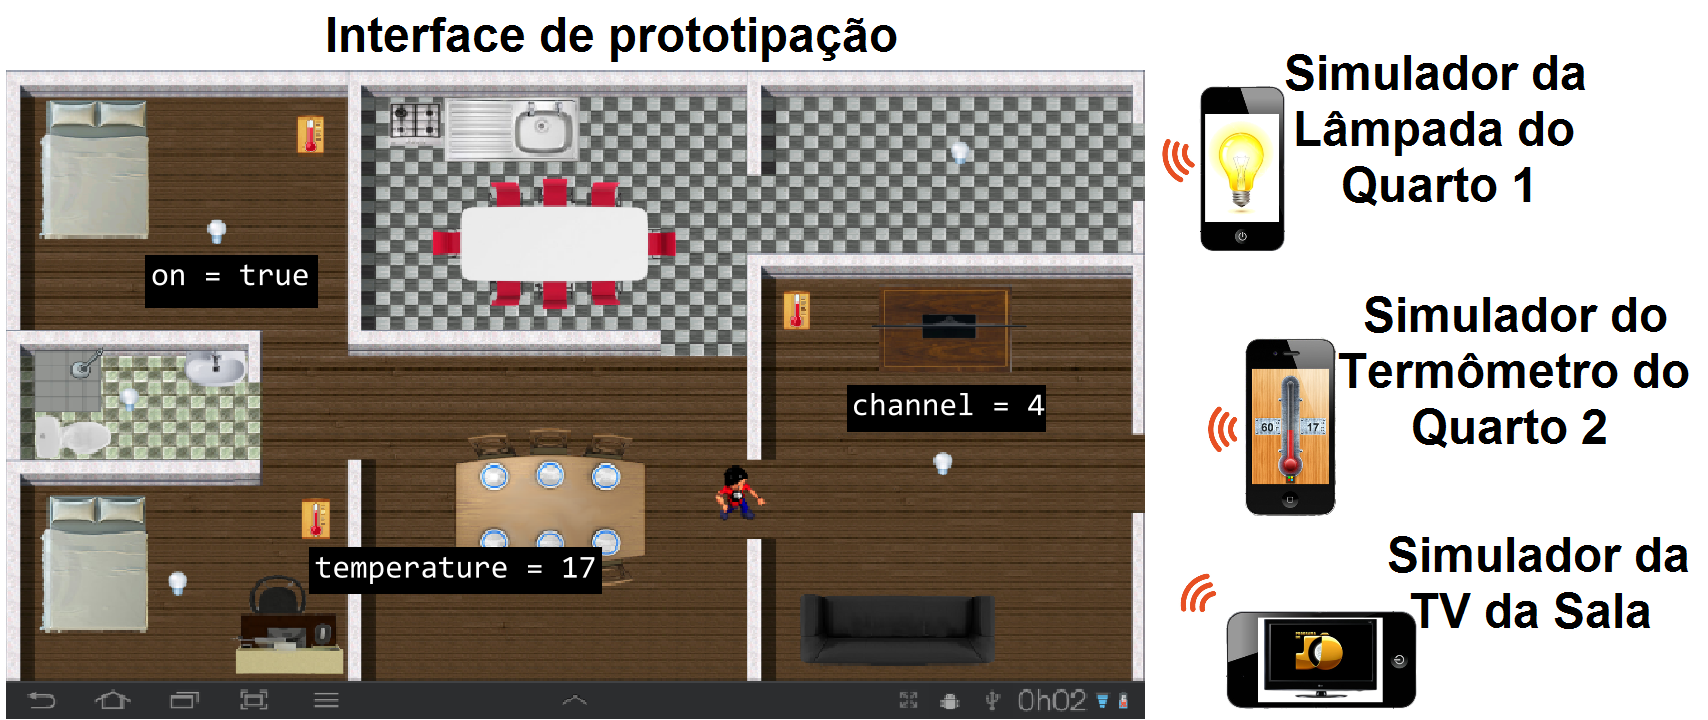 Interface de prototipação
Simulador da
Lâmpada do
Quarto 1
on = true
channel = 4
temperature = 17
Simulador do
Termômetro do
Quarto 2
60
17
Simulador da
TV da Sala
0h02